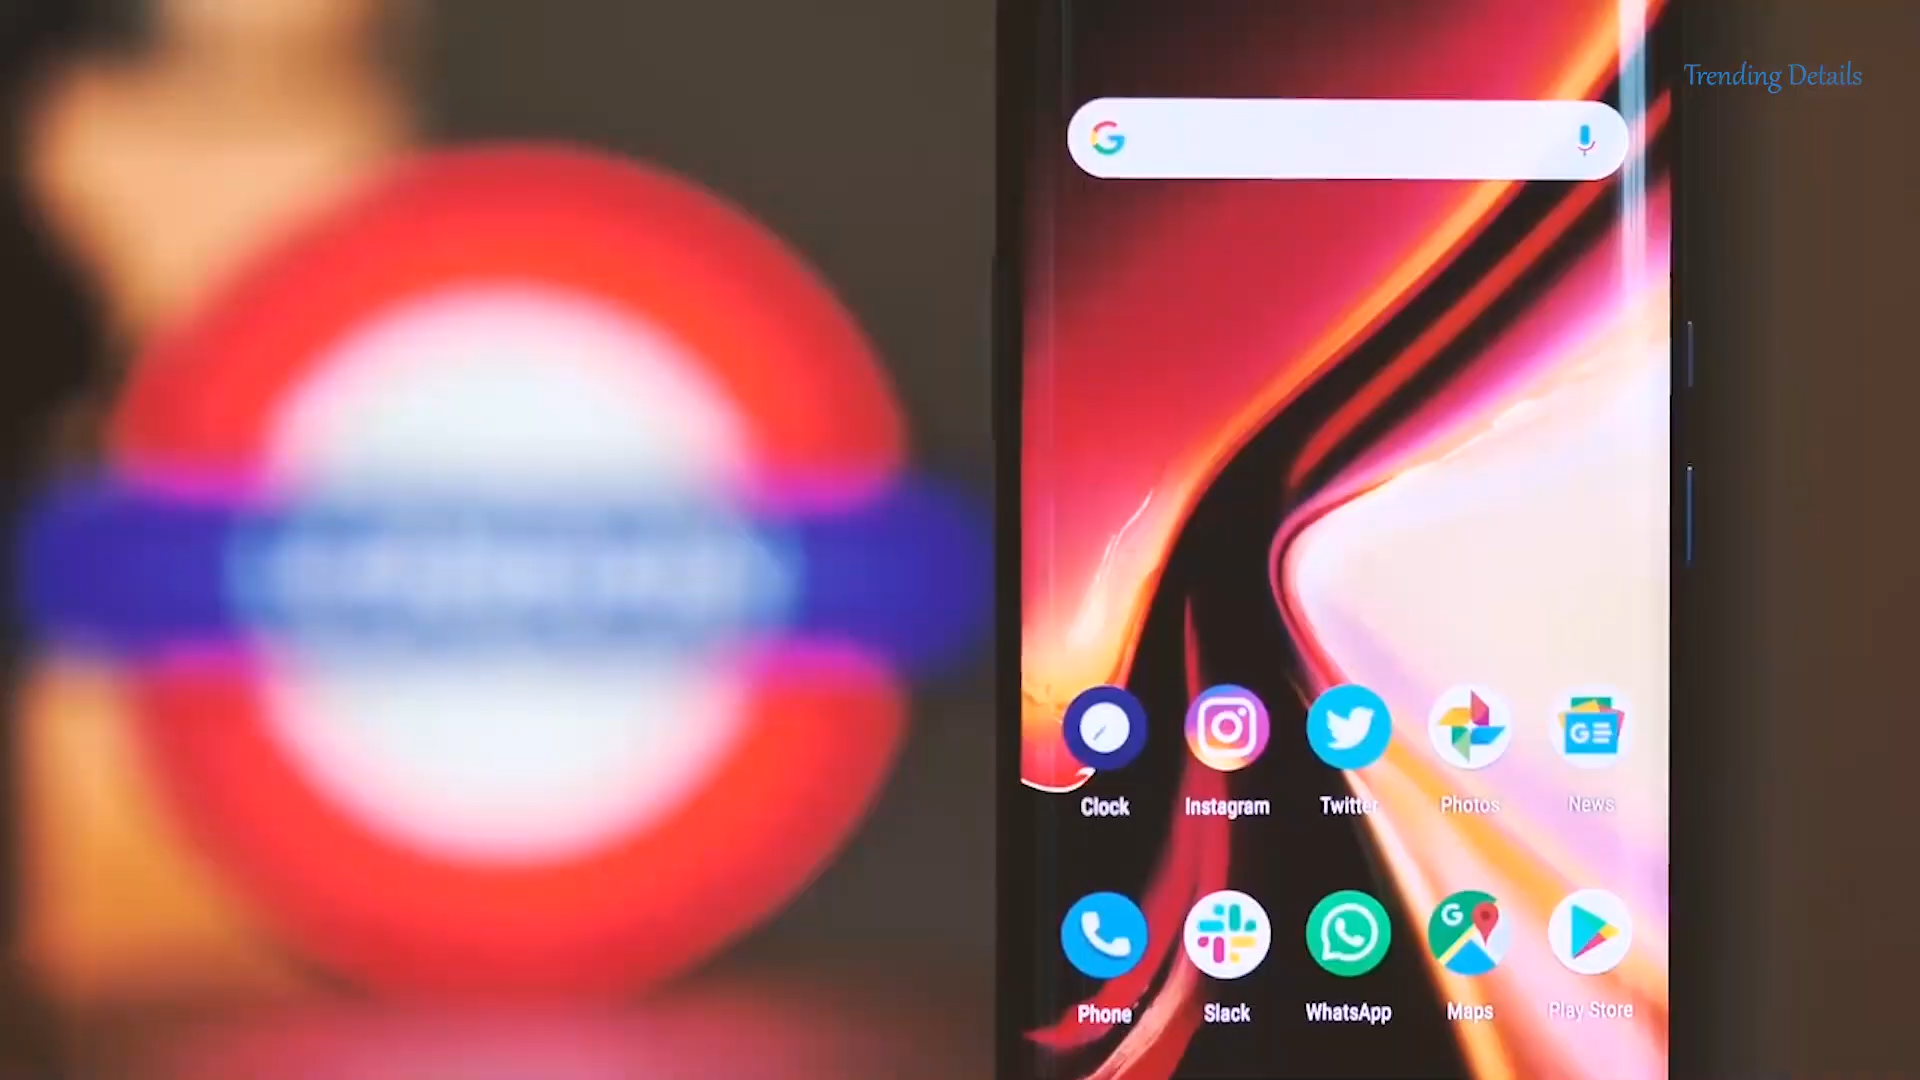 Trending Details
Clock
Instagram
Twitter
Photos
News
Phone
Slack
WhatsApp
Maps
Play Store